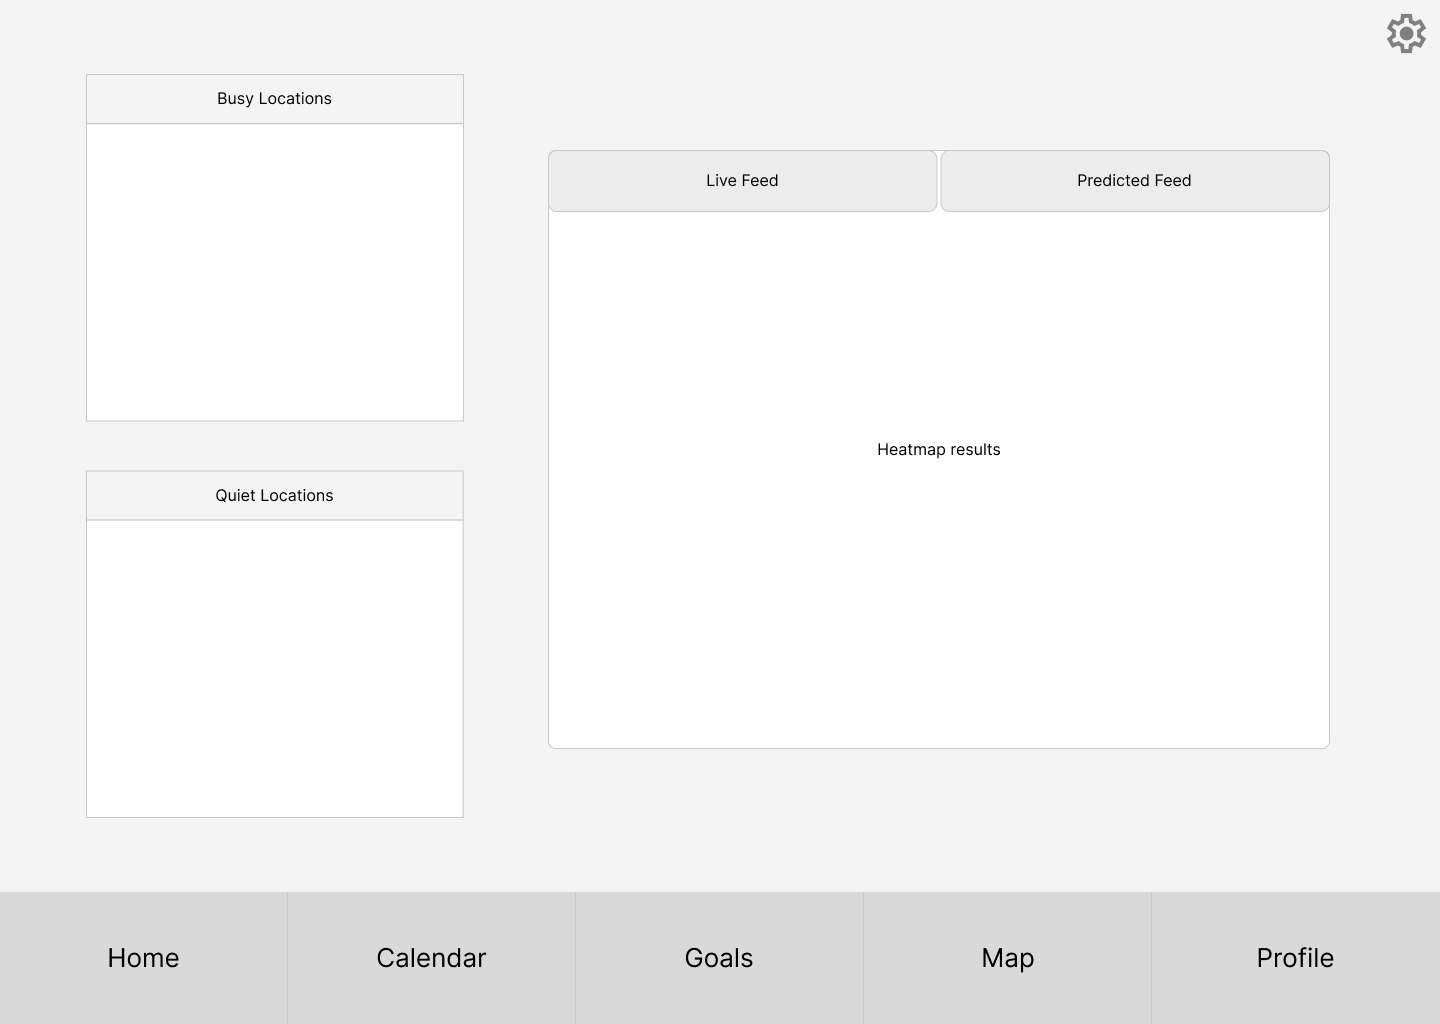 Busy Locations
Live Feed
Predicted Feed
Heatmap results
Quiet Locations
Home
Calendar
Goals
Map
Profile